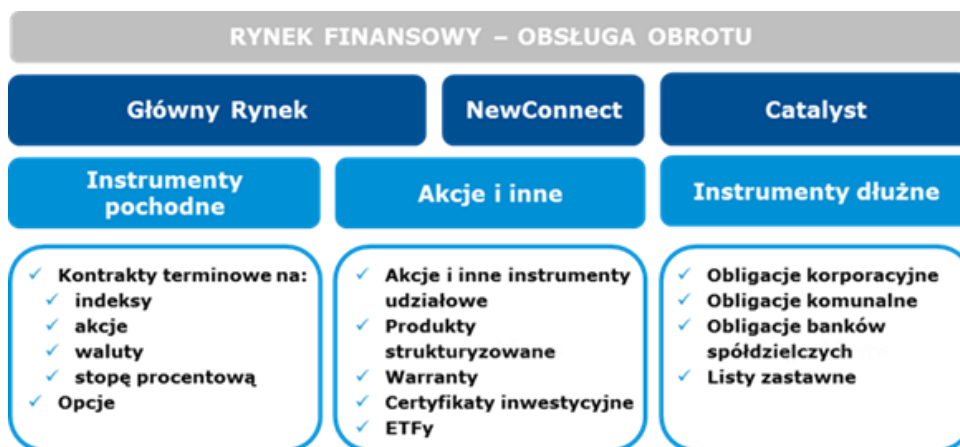 RYNEK FINANSOWY – OBSŁUGA OBROTU
Główny Rynek
NewConnect
Catalyst
Instrumenty
pochodne
Akcje i inne
Instrumenty dłużne
✓ Kontrakty terminowe na:
✓ indeksy
✓ akcje
✓ waluty
✓ stopę procentową
✓ Opcje
✓ Akcje i inne instrumenty
udziałowe
✓ Produkty
strukturyzowane
✓ Warranty
✓ Certyfikaty inwestycyjne
✓ ETFy
✓ Obligacje korporacyjne
✓ Obligacje komunalne
✓ Obligacje banków
spółdzielczych
✓ Listy zastawne